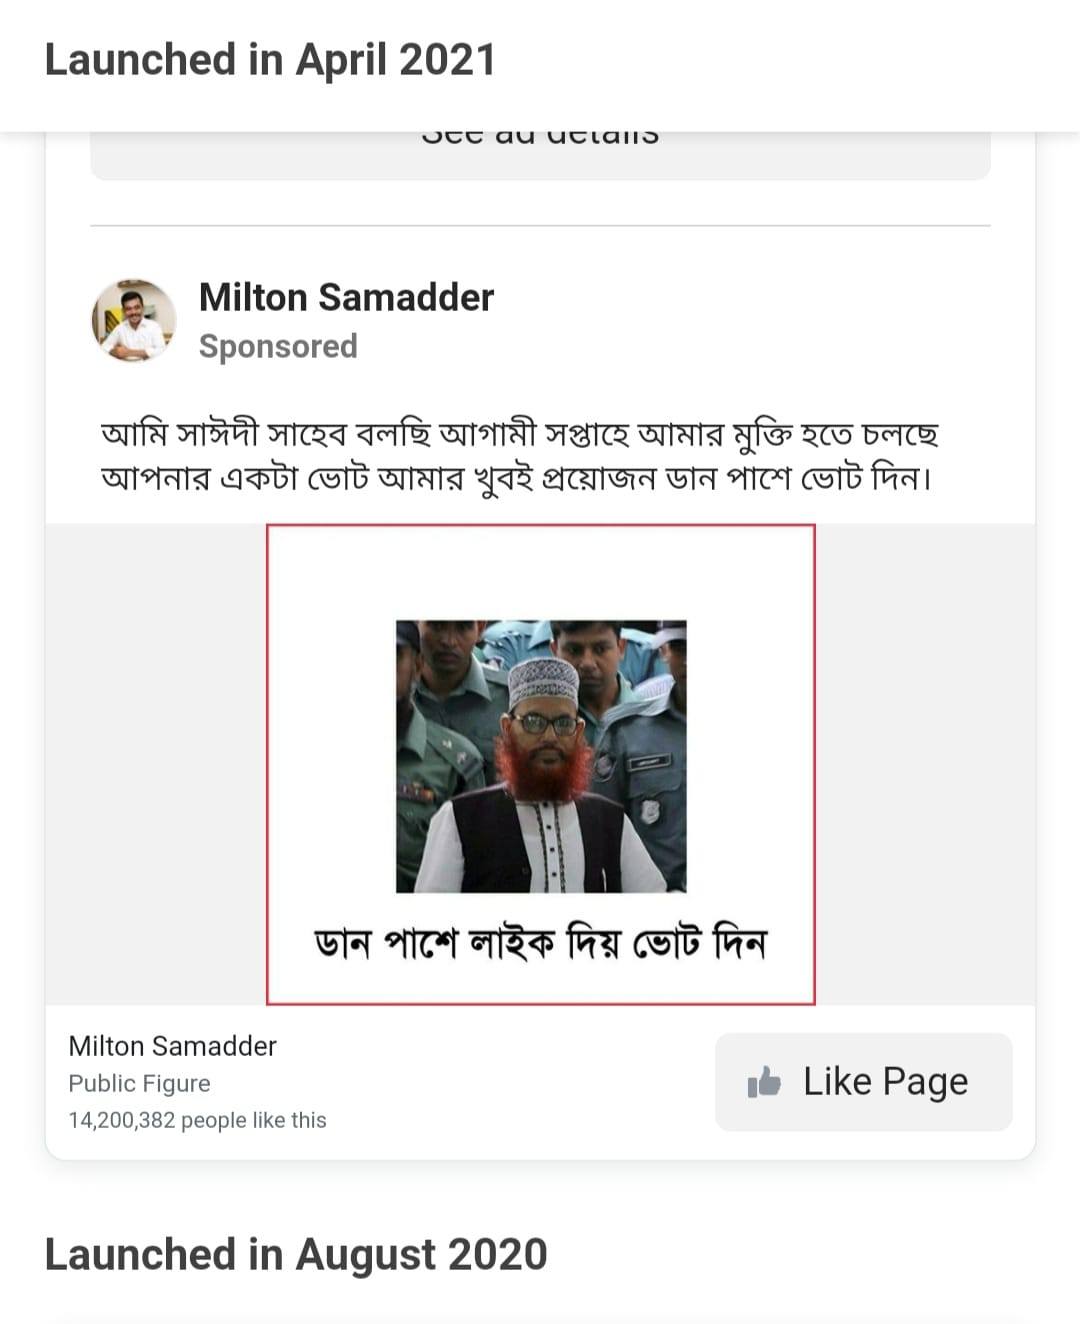 Launched in April 2021
See ad details
Milton Samadder
Sponsored
আমি সাঈদী সাহেব বলছি আগামী সপ্তাহে আমার মুক্তি হতে চলছে
আপনার একটা ভোট আমার খুবই প্রয়োজন ডান পাশে ভোট দিন।
ডান পাশে লাইক দিয় ভোট দিন
Milton Samadder
Public Figure
14,200,382 people like this
Like Page
Launched in August 2020